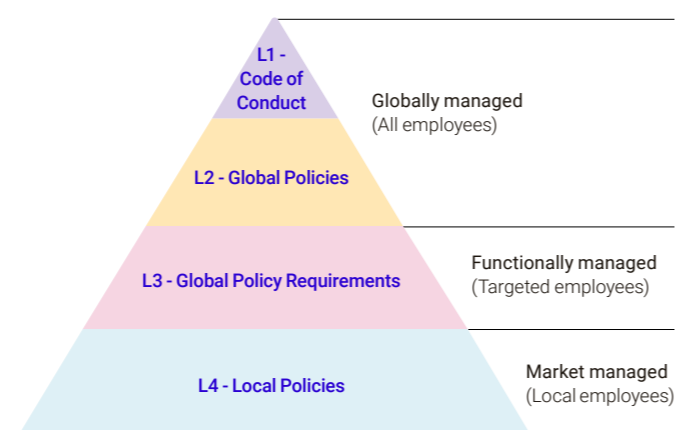 L1 -
Code of
Conduct
Globally managed
(All employees)
L2 - Global Policies
Functionally managed
(Targeted employees)
L3 - Global Policy Requirements
Market managed
(Local employees)
L4 - Local Policies